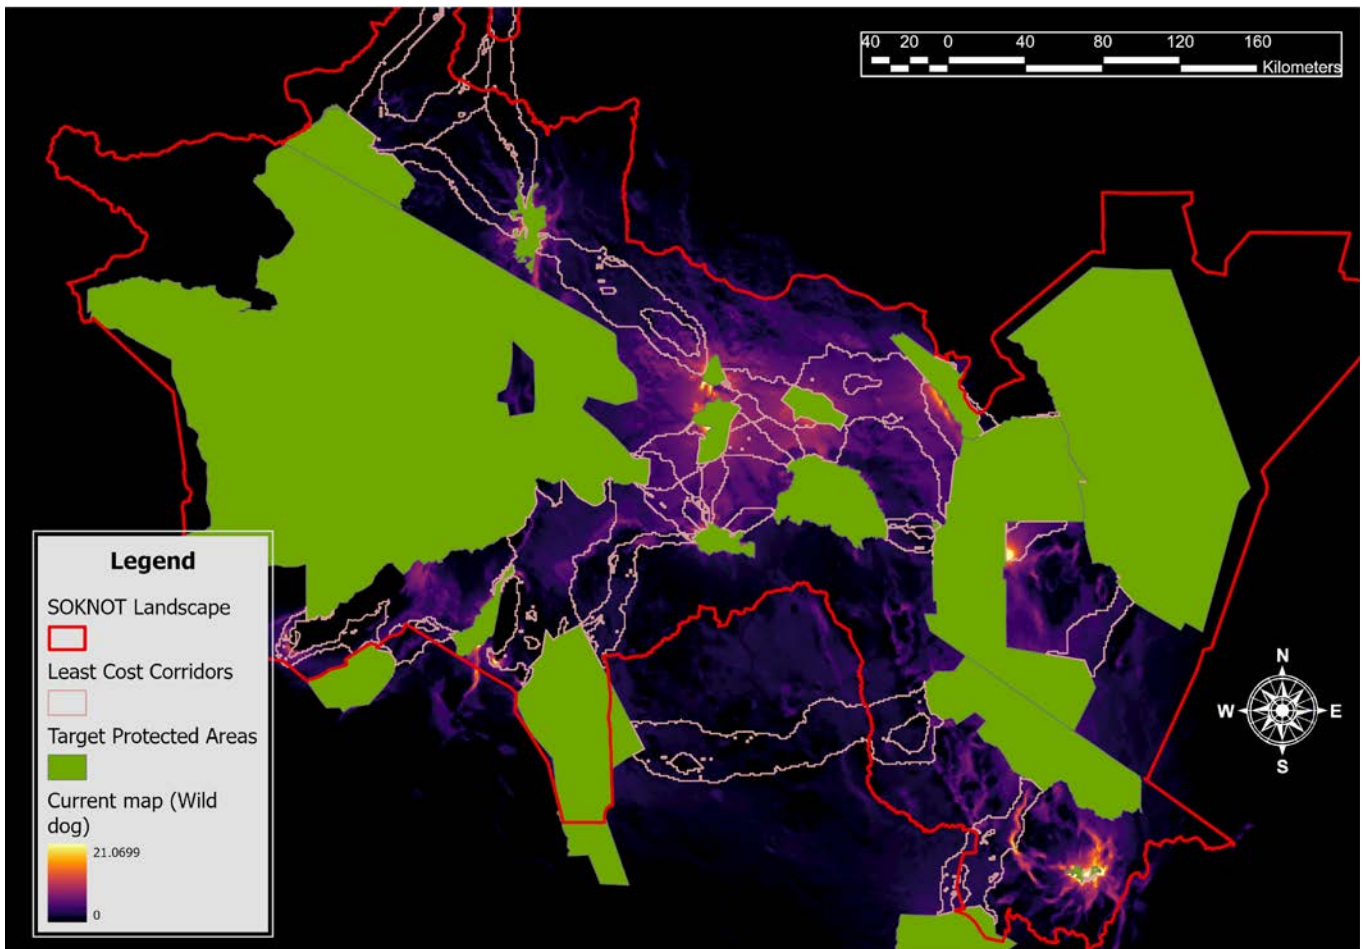 40 20 0 40 80 120 160
Kilometers
Legend
SOKNOT Landscape
Least Cost Corridors
Target Protected Areas
Current map (Wild
dog)
21.0699
0
N
W E
S